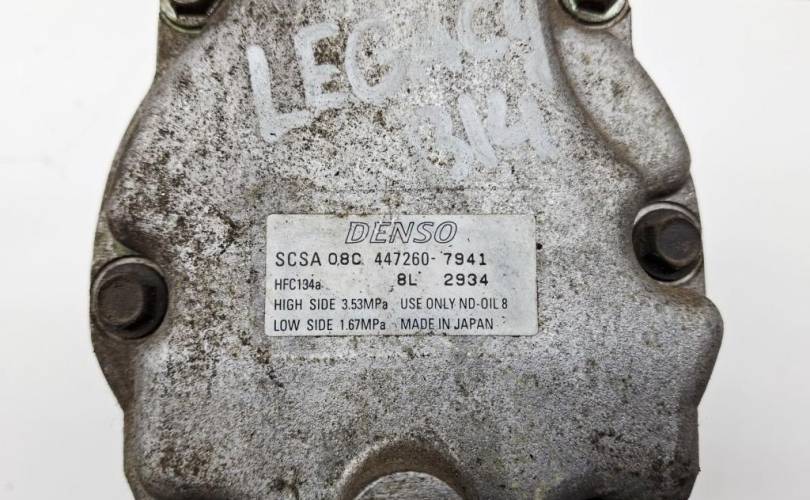 LEGACY
B14
DENSO
SCSA 08C 447260-7941
HFC134a 8L 2934
HIGH SIDE 3.53MPa USE ONLY ND-OIL 8
LOW SIDE 1.67MPa MADE IN JAPAN